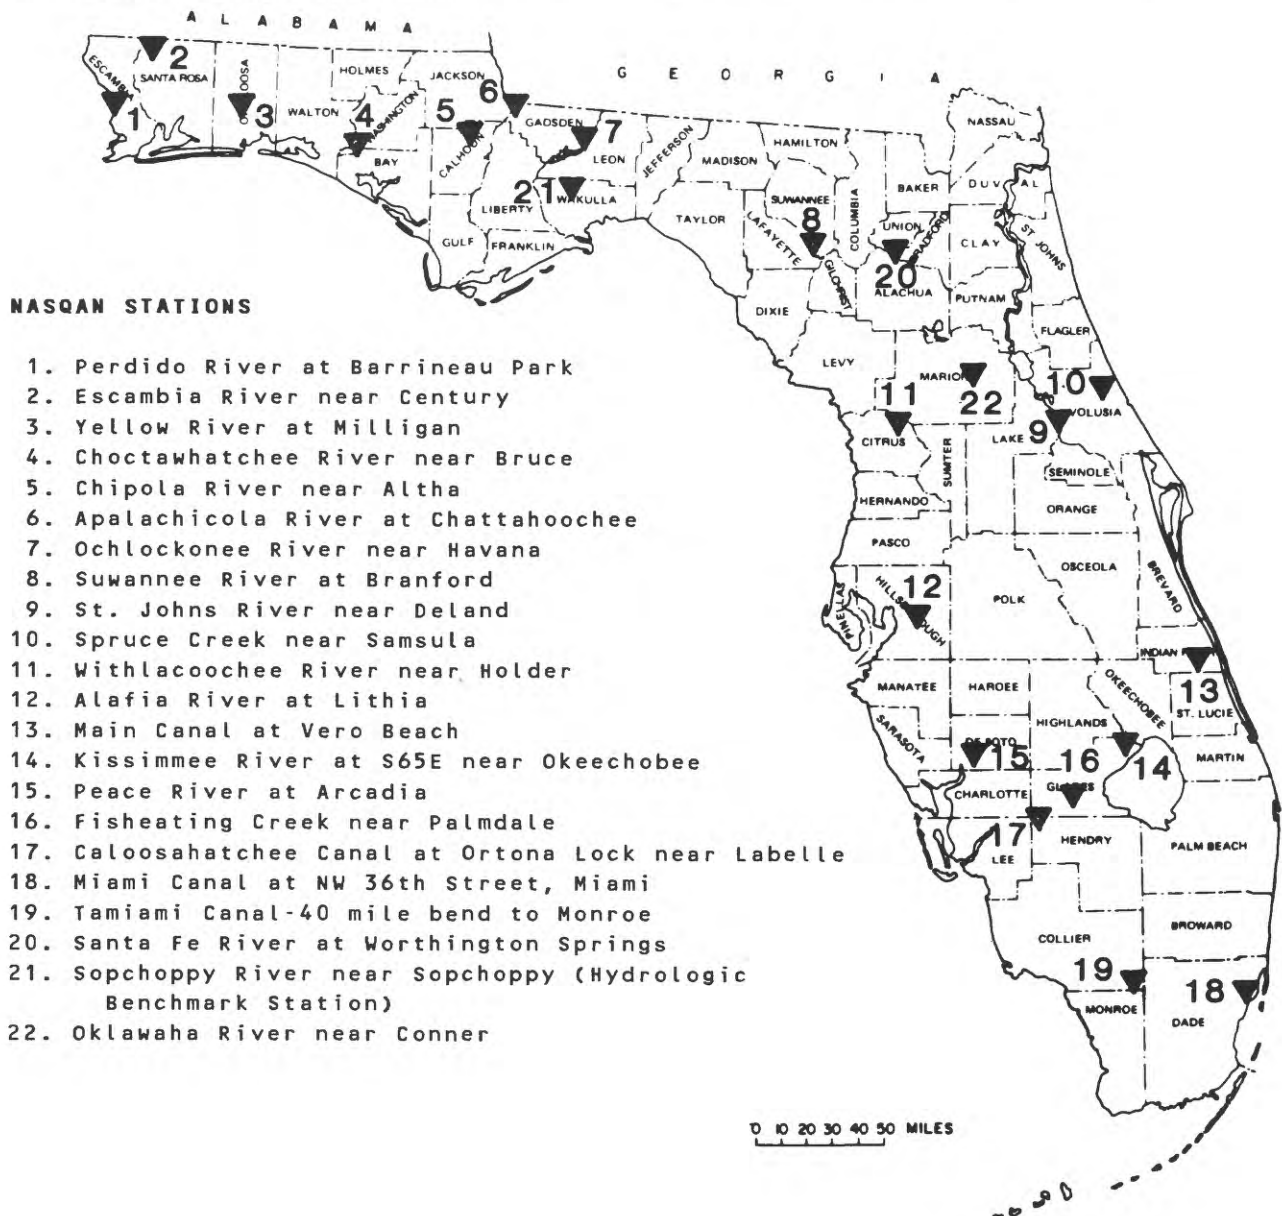 A L A B A M A
G E O R G I A
ESCAMBIA
2
SANTA ROSA
1
3
WALTON
HOLMES
4
WASHINGTON
BAY
JACKSON
5
6
CALHOUN
GADSDEN
7
LEON
21
WAKULLA
LIBERTY
GULF
FRANKLIN
JEFFERSON
MADISON
TAYLOR
HAMILTON
SUWANNEE
8
LAFAYETTE
COLUMBIA
GILCHRIST
DIXIE
BAKER
NASSAU
DUVAL
UNION
BRADFORD
20
CLAY
ST JOHNS
ALACHUA
PUTNAM
FLAGLER
LEVY
MARION
22
11
10
VOLUSIA
9
CITRUS
LAKE
SUMTER
SEMINOLE
HERNANDO
ORANGE
PASCO
OSCEOLA
BREVARD
PINELLAS
12
HILLSBOROUGH
POLK
INDIAN
13
MANATEE
HARDEE
OKEECHOBEE
ST. LUCIE
SARASOTA
DE SOTO
15
HIGHLANDS
16
14
MARTIN
CHARLOTTE
GLADES
17
LEE
HENDRY
PALM BEACH
COLLIER
BROWARD
19
18
MONROE
DADE
NASQAN STATIONS
1. Perdido River at Barrineau Park
2. Escambia River near Century
3. Yellow River at Milligan
4. Choctawhatchee River near Bruce
5. Chipola River near Altha
6. Apalachicola River at Chattahoochee
7. Ochlockonee River near Havana
8. Suwannee River at Branford
9. St. Johns River near Deland
10. Spruce Creek near Samsula
11. Withlacoochee River near Holder
12. Alafia River at Lithia
13. Main Canal at Vero Beach
14. Kissimmee River at S65E near Okeechobee
15. Peace River at Arcadia
16. Fisheating Creek near Palmdale
17. Caloosahatchee Canal at Ortona Lock near Labelle
18. Miami Canal at NW 36th Street, Miami
19. Tamiami Canal-40 mile bend to Monroe
20. Santa Fe River at Worthington Springs
21. Sopchoppy River near Sopchoppy (Hydrologic
Benchmark Station)
22. Oklawaha River near Conner
0 10 20 30 40 50 MILES